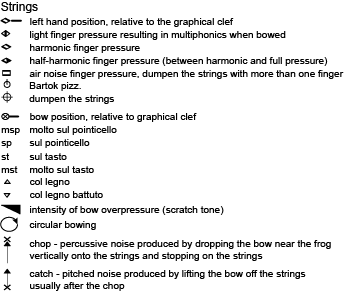 Strings
left hand position, relative to the graphical clef
light finger pressure resulting in multiphonics when bowed
harmonic finger pressure
half-harmonic finger pressure (between harmonic and full pressure)
air noise finger pressure, dumpen the strings with more than one finger
Bartok pizz.
dumpen the strings
bow position, relative to graphical clef
msp molto sul pointicello
sp sul pointicello
st sul tasto
mst molto sul tasto
col legno
col legno battuto
intensity of bow overpressure (scratch tone)
circular bowing
chop - percussive noise produced by dropping the bow near the frog
vertically onto the strings and stopping on the strings
catch - pitched noise produced by lifting the bow off the strings
usually after the chop